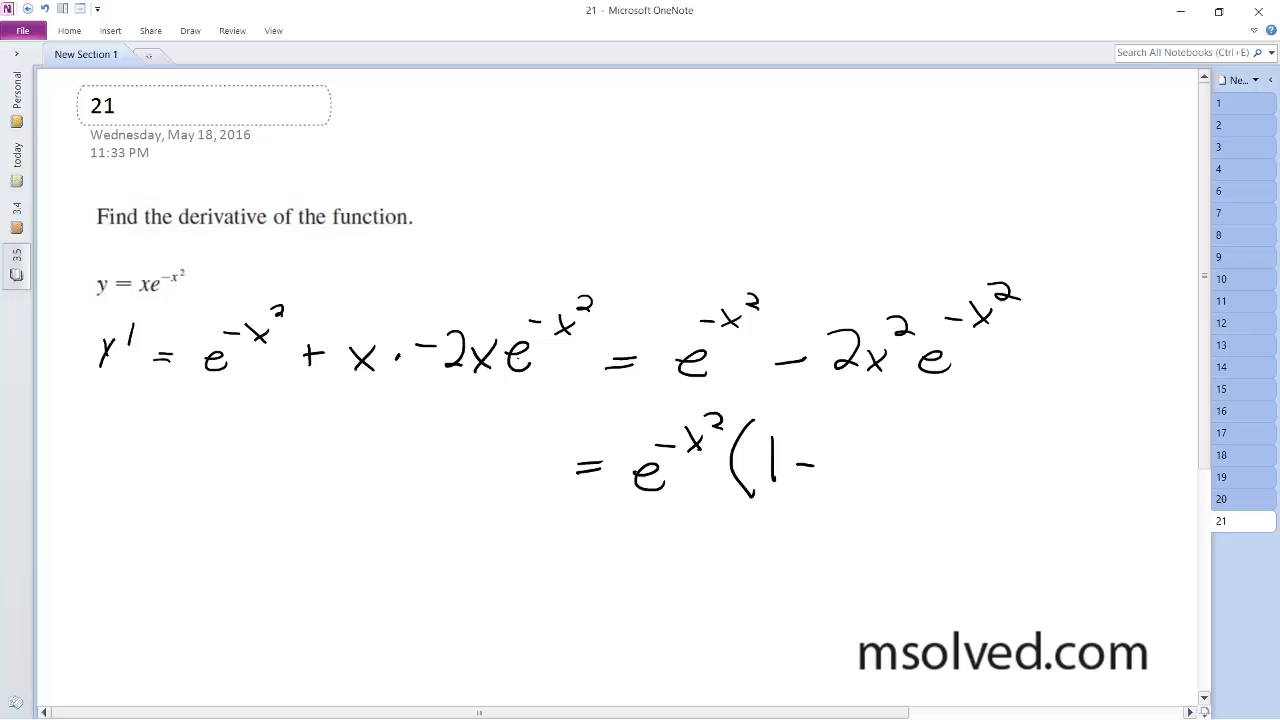 21 - Microsoft OneNote
File Home Insert Share Draw Review View
New Section 1
Search All Notebooks (Ctrl+E)
Personal
today
3.4
35
Ne...
21
Wednesday, May 18, 2016
11:33 PM
Find the derivative of the function.
y = xe^{-x^2}
y' = e^{-x^2} + x · -2xe^{-x^2} = e^{-x^2} - 2x^2 e^{-x^2}
= e^{-x^2}(1 -
msolved.com
1
2
3
4
6
7
8
9
10
11
12
13
14
15
16
17
18
19
20
21